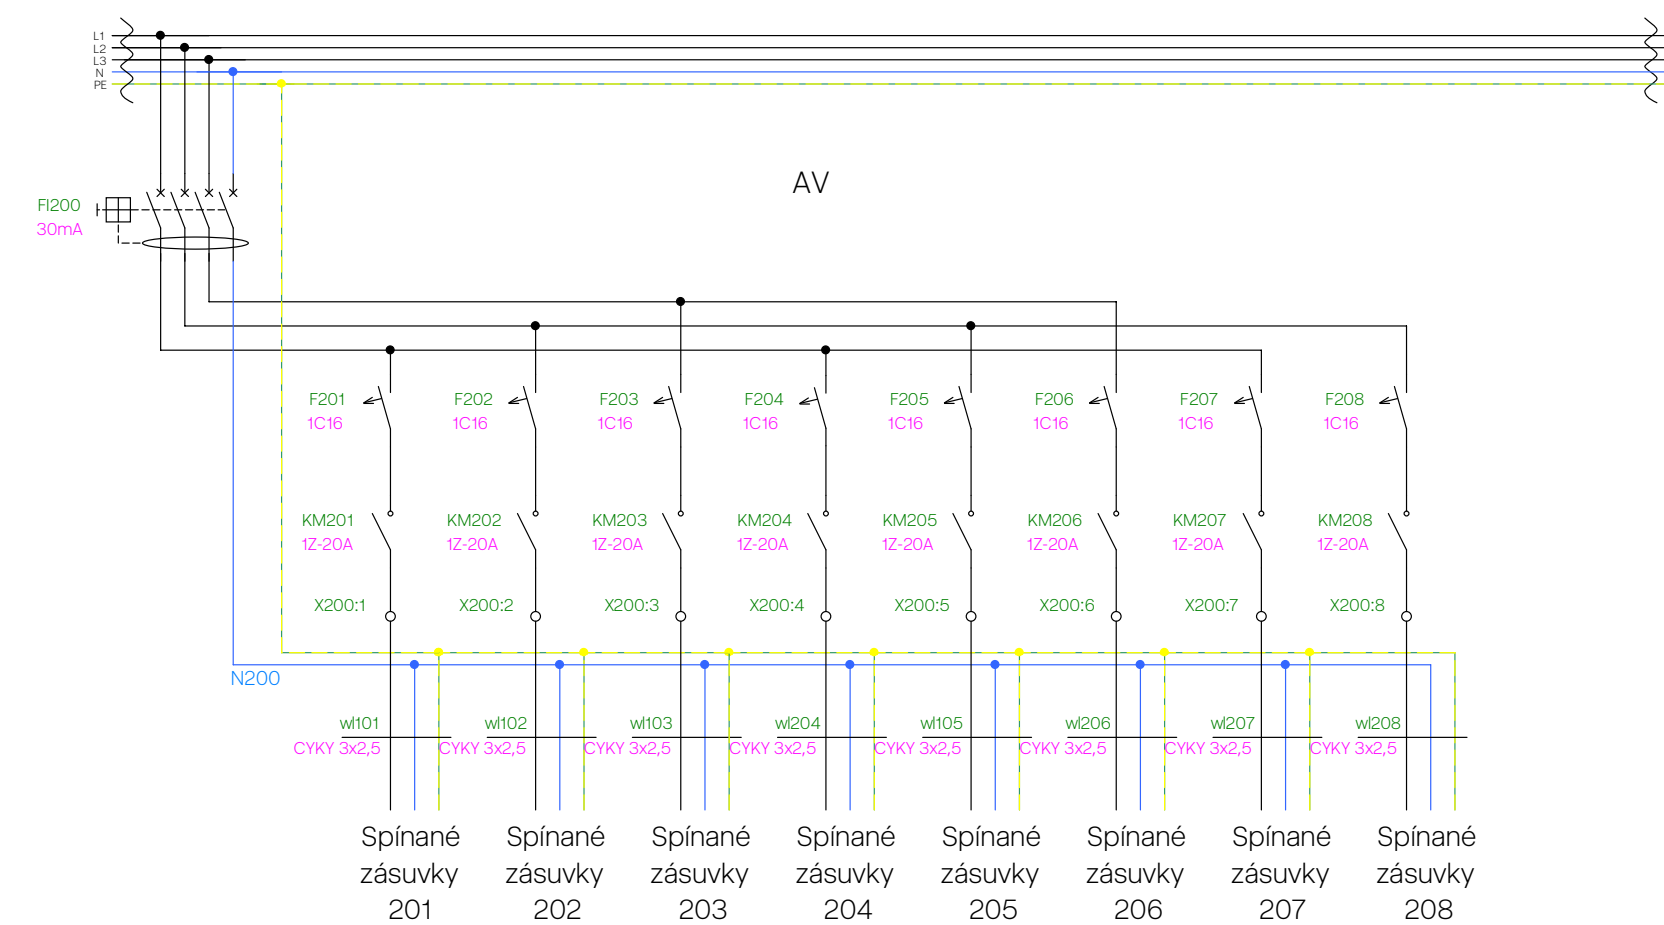 L1
L2
L3
N
PE
AV
FI200
30mA
F201 F202 F203 F204 F205 F206 F207 F208
1C16 1C16 1C16 1C16 1C16 1C16 1C16 1C16
KM201 KM202 KM203 KM204 KM205 KM206 KM207 KM208
1Z-20A 1Z-20A 1Z-20A 1Z-20A 1Z-20A 1Z-20A 1Z-20A 1Z-20A
X200:1 X200:2 X200:3 X200:4 X200:5 X200:6 X200:7 X200:8
N200
wl101 wl102 wl103 wl204 wl105 wl206 wl207 wl208
CYKY 3x2,5 CYKY 3x2,5 CYKY 3x2,5 CYKY 3x2,5 CYKY 3x2,5 CYKY 3x2,5 CYKY 3x2,5 CYKY 3x2,5
Spínané Spínané Spínané Spínané Spínané Spínané Spínané Spínané
zásuvky zásuvky zásuvky zásuvky zásuvky zásuvky zásuvky zásuvky
201 202 203 204 205 206 207 208